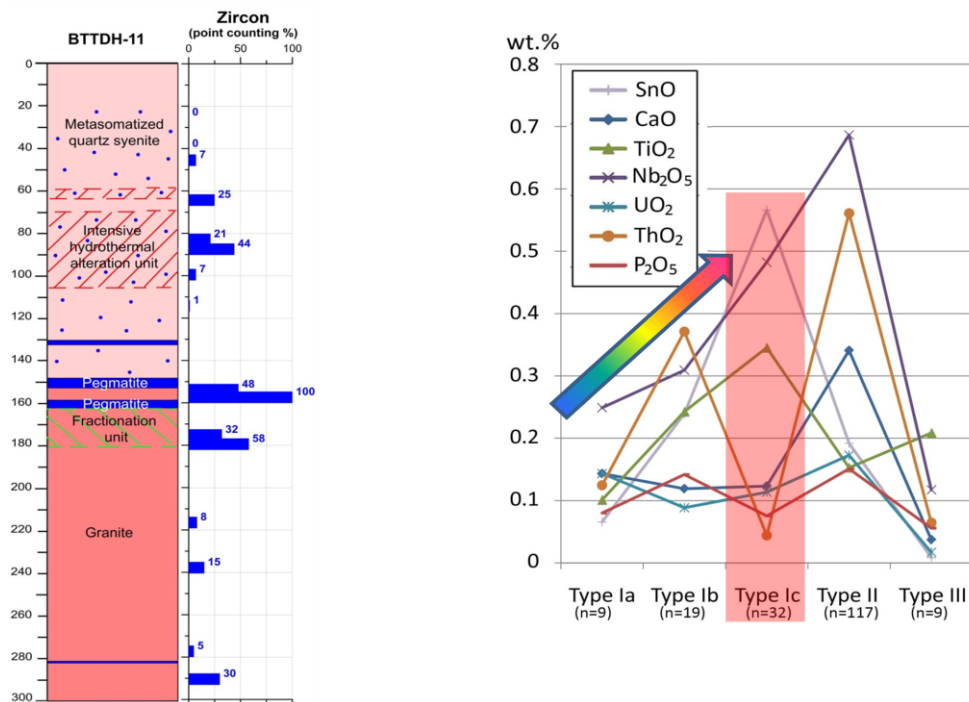 BTTDH-11
Zircon
(point counting %)
0 50 100
0
20
40
60
80
100
120
140
160
180
200
220
240
260
280
300
Metasomatized
quartz syenite
Intensive
hydrothermal
alteration unit
Pegmatite
Pegmatite
Fractionation
unit
Granite
0
0
7
25
21
44
7
1
48
100
32
58
8
15
5
30
wt.%
0.8
0.7
0.6
0.5
0.4
0.3
0.2
0.1
0
SnO
CaO
TiO₂
Nb₂O₅
UO₂
ThO₂
P₂O₅
Type Ia Type Ib Type Ic Type II Type III
(n=9) (n=19) (n=32) (n=117) (n=9)